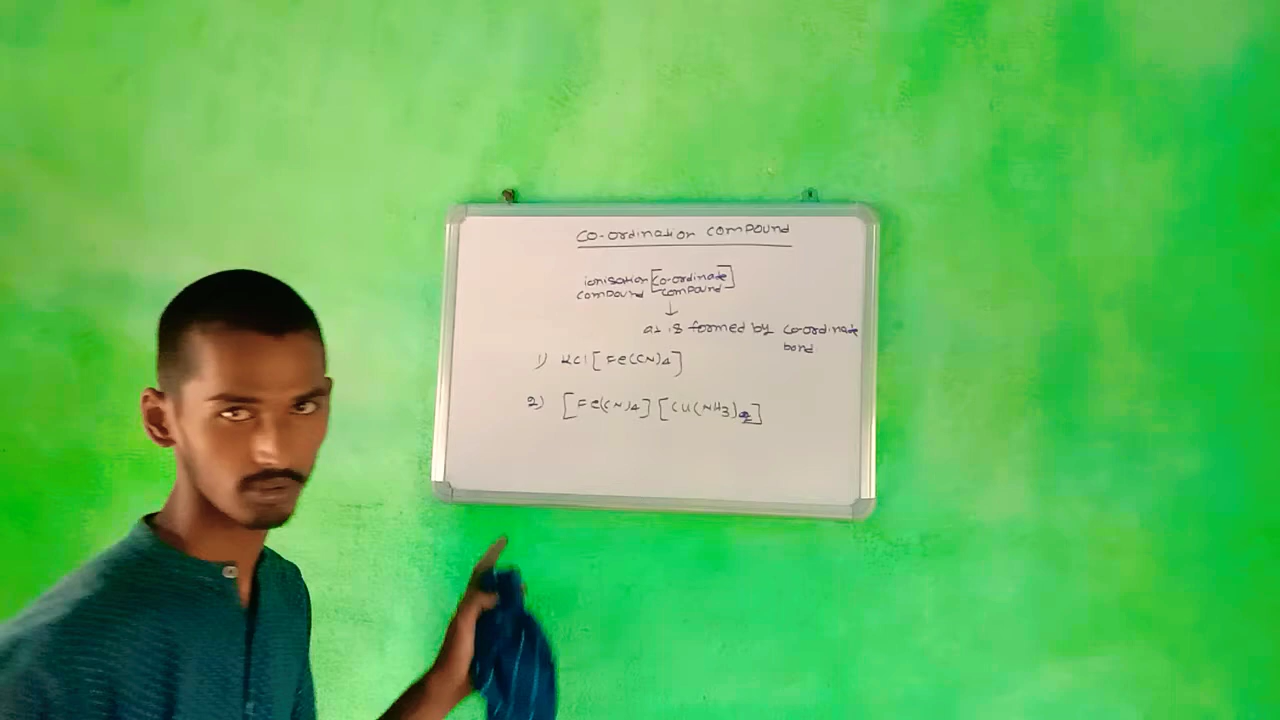 co-ordination compound
ionisation [co-ordinate]
compound compound
↓
as is formed by co-ordinate
bond
1) KCl [Fe(CN)4]
2) [Fe(CN)4] [Cu(NH3)2]